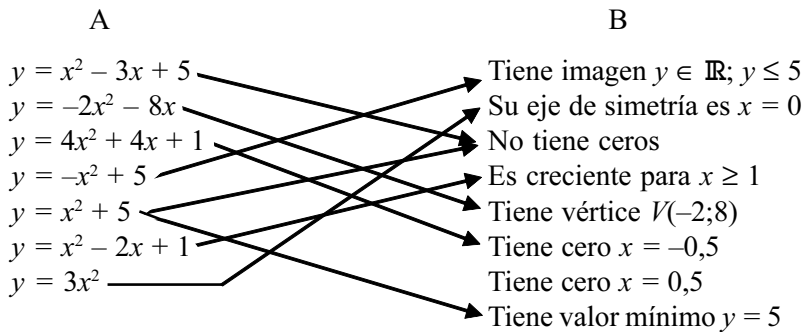 A B
y = x² – 3x + 5 Tiene imagen y ∈ ℝ; y ≤ 5
y = –2x² – 8x Su eje de simetría es x = 0
y = 4x² + 4x + 1 No tiene ceros
y = –x² + 5 Es creciente para x ≥ 1
y = x² + 5 Tiene vértice V(–2;8)
y = x² – 2x + 1 Tiene cero x = –0,5
y = 3x² Tiene cero x = 0,5
Tiene valor mínimo y = 5